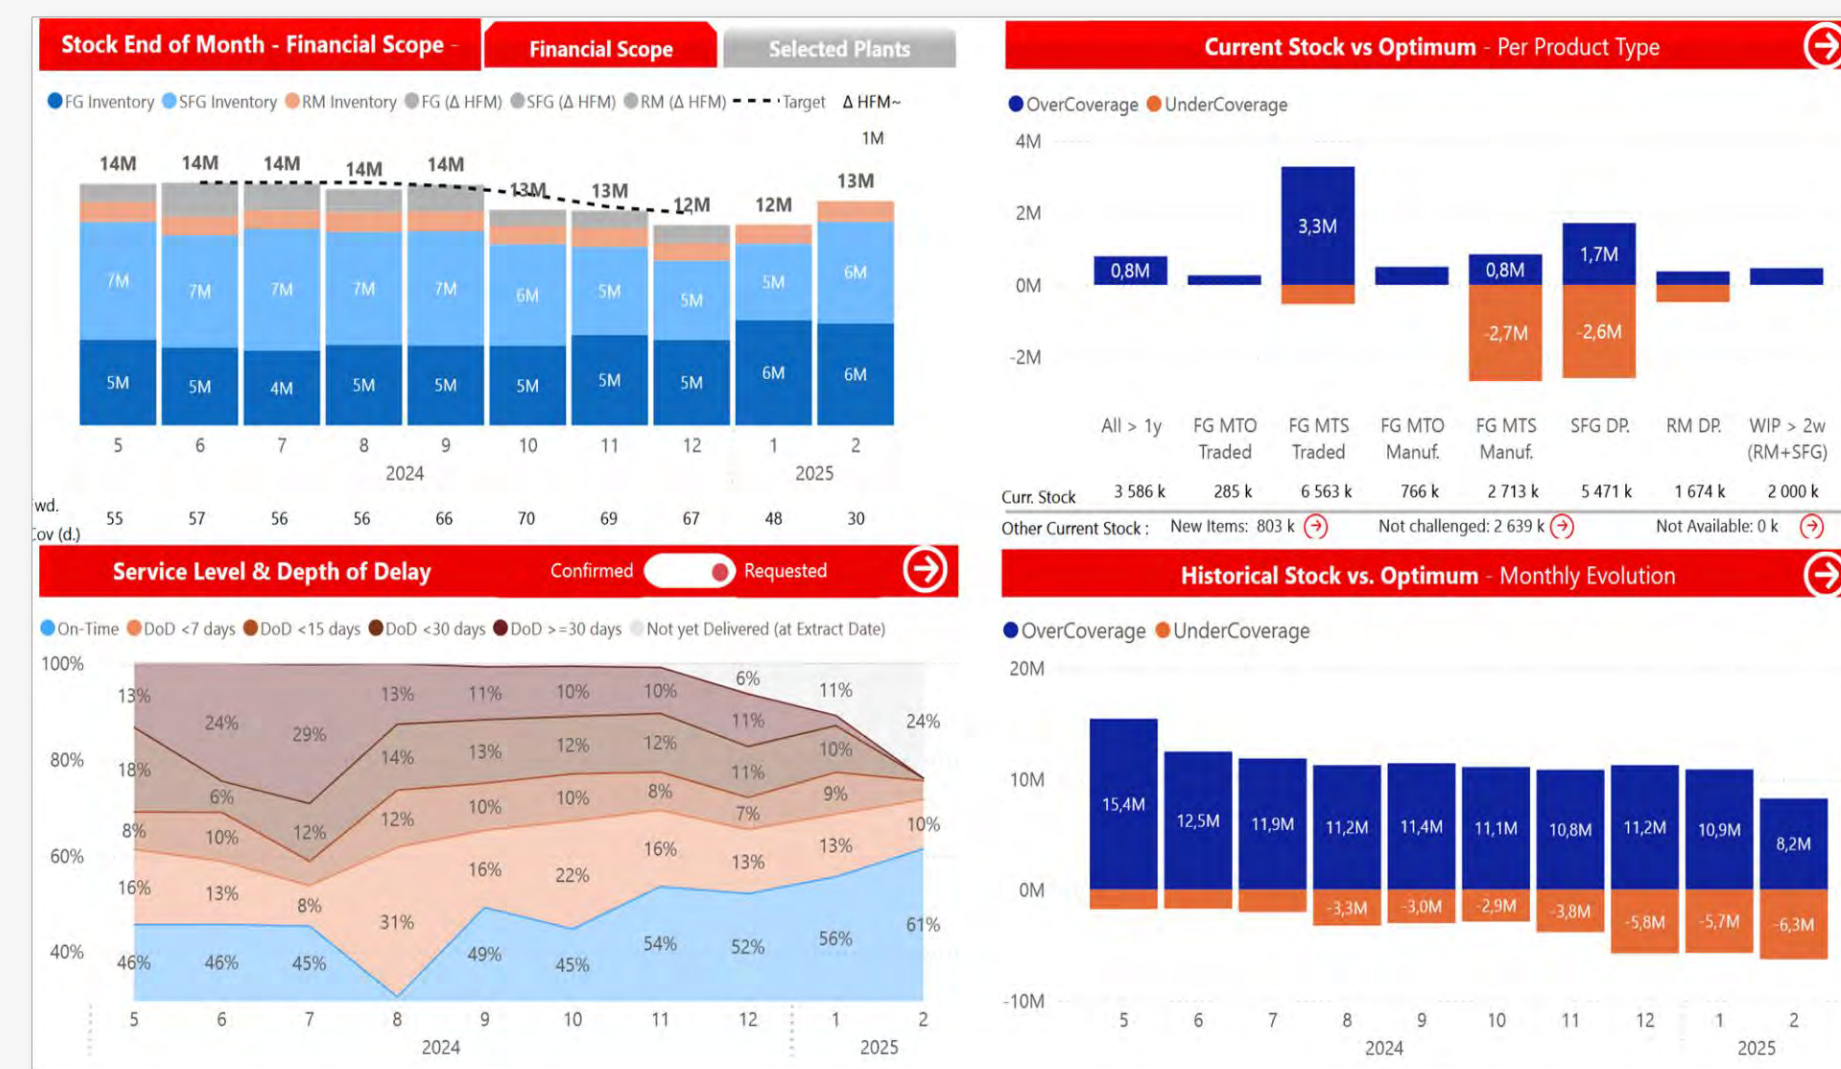 Stock End of Month - Financial Scope -
Financial Scope
Selected Plants
FG Inventory SFG Inventory RM Inventory FG (Δ HFM) SFG (Δ HFM) RM (Δ HFM) Target Δ HFM~
1M
14M 14M 14M 14M 14M 13M 13M 12M 12M 13M
7M 7M 7M 7M 7M 6M 5M 5M 5M 6M
5M 5M 4M 5M 5M 5M 5M 5M 6M 6M
5 6 7 8 9 10 11 12 1 2
2024 2025
wd.
Cov (d.) 55 57 56 56 66 70 69 67 48 30
Current Stock vs Optimum - Per Product Type
OverCoverage UnderCoverage
4M
2M
0M
-2M
0,8M 3,3M 0,8M 1,7M
-2,7M -2,6M
All > 1y FG MTO Traded FG MTS Traded FG MTO Manuf. FG MTS Manuf. SFG DP. RM DP. WIP > 2w (RM+SFG)
Curr. Stock 3 586 k 285 k 6 563 k 766 k 2 713 k 5 471 k 1 674 k 2 000 k
Other Current Stock : New Items: 803 k Not challenged: 2 639 k Not Available: 0 k
Service Level & Depth of Delay
Confirmed Requested
On-Time DoD <7 days DoD <15 days DoD <30 days DoD >=30 days Not yet Delivered (at Extract Date)
100%
80%
60%
40%
6% 11% 24%
13% 24% 29% 13% 11% 10% 10% 11%
18% 6% 12% 14% 13% 12% 12% 11% 10%
8% 10% 12% 10% 10% 8% 7% 9%
16% 13% 8% 31% 16% 22% 16% 13% 13% 10%
46% 46% 45% 49% 45% 54% 52% 56% 61%
5 6 7 8 9 10 11 12 1 2
2024 2025
Historical Stock vs. Optimum - Monthly Evolution
OverCoverage UnderCoverage
20M
10M
0M
-10M
15,4M 12,5M 11,9M 11,2M 11,4M 11,1M 10,8M 11,2M 10,9M 8,2M
-3,3M -3,0M -2,9M -3,8M -5,8M -5,7M -6,3M
5 6 7 8 9 10 11 12 1 2
2024 2025